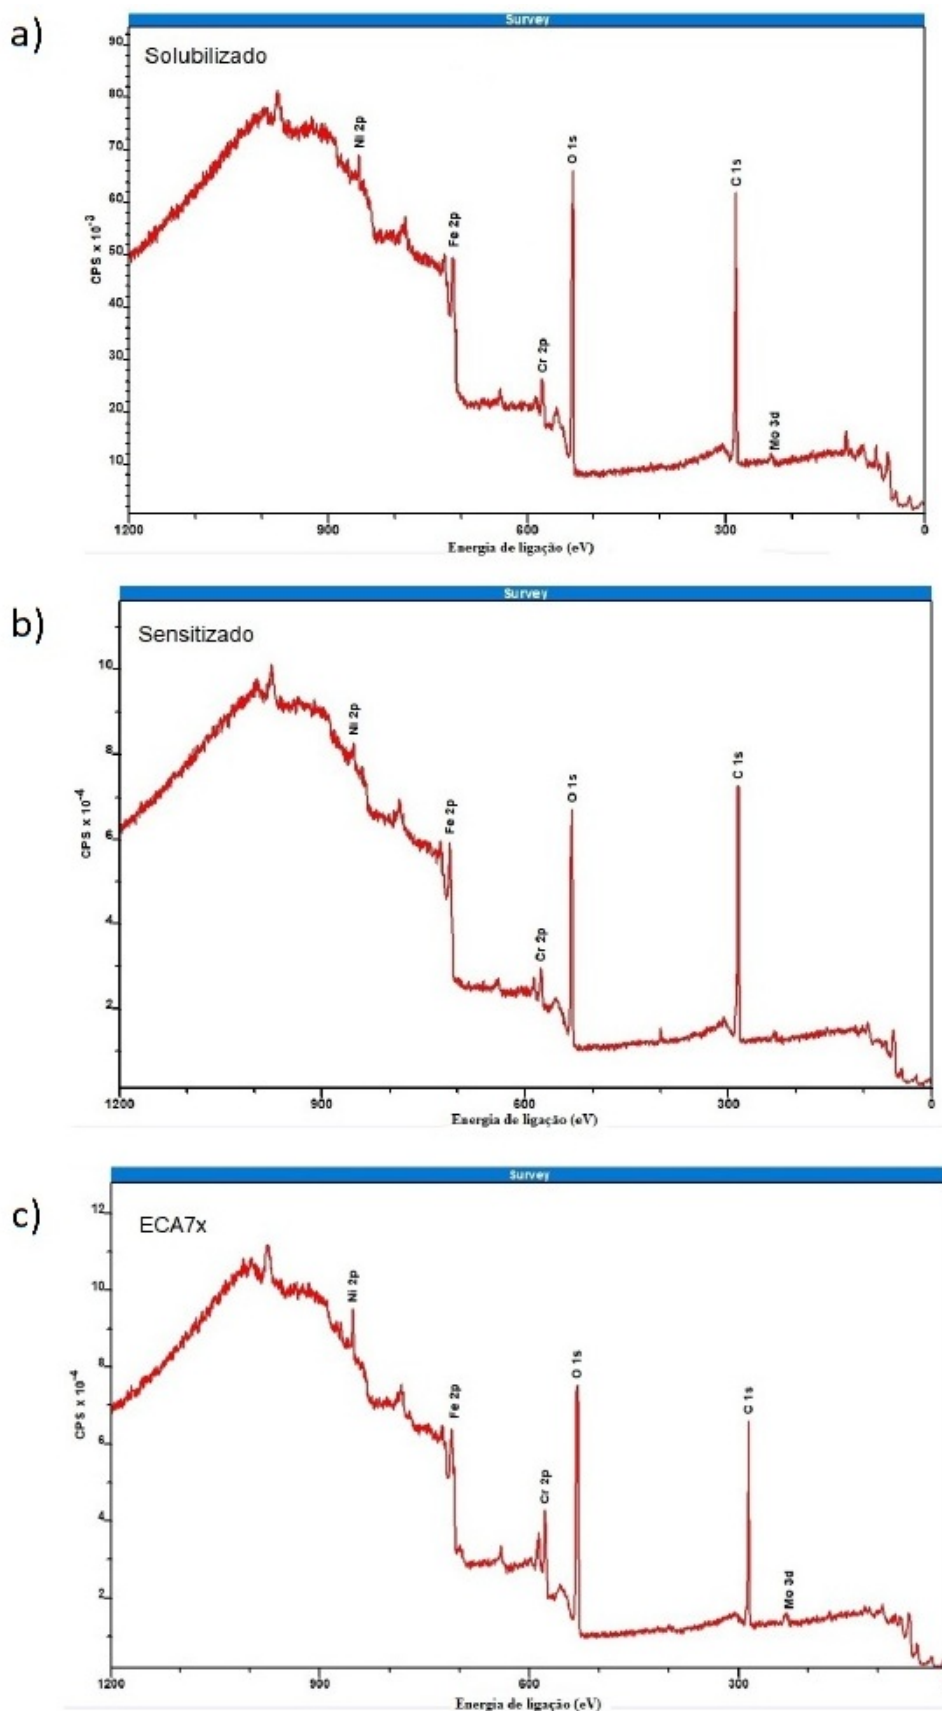 a)
Survey
Solubilizado
90
80
70
60
50
40
30
20
10
CPS x 10⁻³
Ni 2p
Fe 2p
Cr 2p
O 1s
C 1s
Mo 3d
1200 900 600 300 0
Energia de ligação (eV)
b)
Survey
Sensitizado
10
8
6
4
2
CPS x 10⁻⁴
Ni 2p
Fe 2p
Cr 2p
O 1s
C 1s
1200 900 600 300 0
Energia de ligação (eV)
c)
Survey
ECA7x
12
10
8
6
4
2
CPS x 10⁻⁴
Ni 2p
Fe 2p
Cr 2p
O 1s
C 1s
Mo 3d
1200 900 600 300
Energia de ligação (eV)